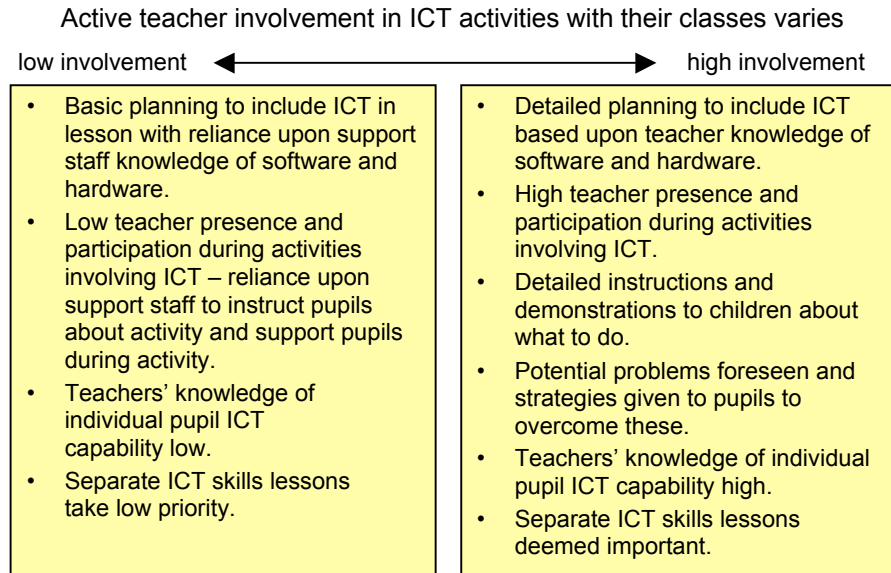 Active teacher involvement in ICT activities with their classes varies
low involvement
high involvement
• Basic planning to include ICT in
lesson with reliance upon support
staff knowledge of software and
hardware.
• Low teacher presence and
participation during activities
involving ICT – reliance upon
support staff to instruct pupils
about activity and support pupils
during activity.
• Teachers’ knowledge of
individual pupil ICT
capability low.
• Separate ICT skills lessons
take low priority.
• Detailed planning to include ICT
based upon teacher knowledge of
software and hardware.
• High teacher presence and
participation during activities
involving ICT.
• Detailed instructions and
demonstrations to children about
what to do.
• Potential problems foreseen and
strategies given to pupils to
overcome these.
• Teachers’ knowledge of individual
pupil ICT capability high.
• Separate ICT skills lessons
deemed important.